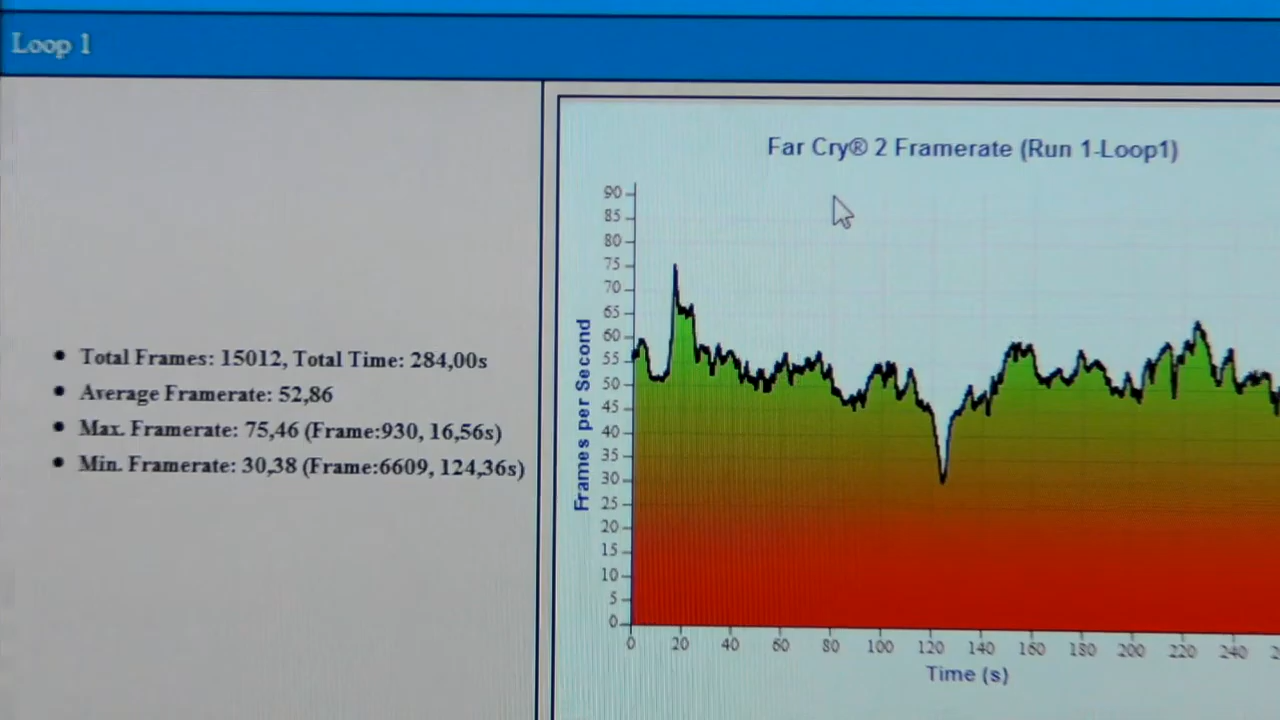 Loop 1
Total Frames: 15012, Total Time: 284,00s
Average Framerate: 52,86
Max. Framerate: 75,46 (Frame:930, 16,56s)
Min. Framerate: 30,38 (Frame:6609, 124,36s)
Far Cry® 2 Framerate (Run 1-Loop1)
Frames per Second
90
85
80
75
70
65
60
55
50
45
40
35
30
25
20
15
10
5
0
0 20 40 60 80 100 120 140 160 180 200 220 240
Time (s)